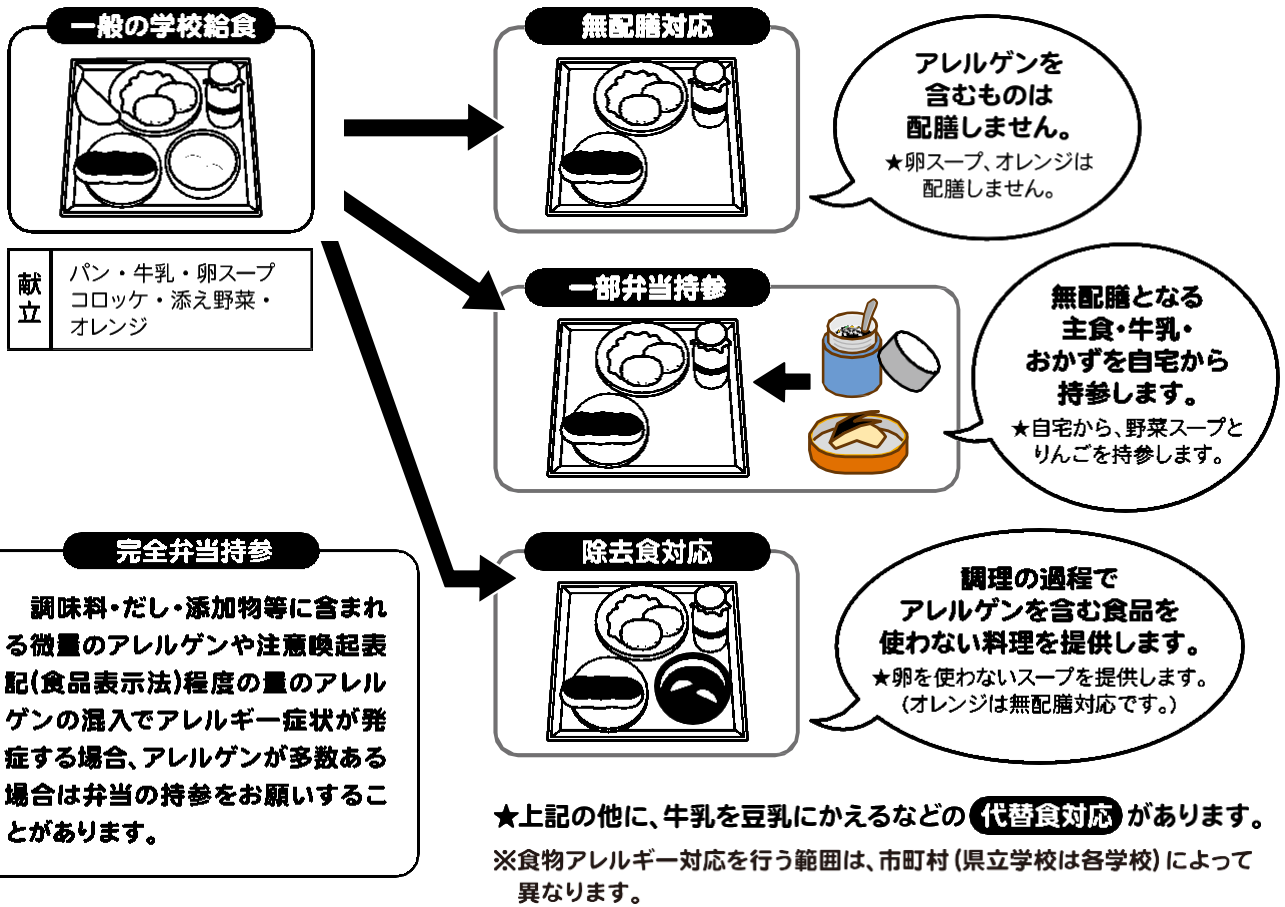 一般の学校給食
献立
パン・牛乳・卵スープ
コロッケ・添え野菜・
オレンジ
無配膳対応
アレルゲンを
含むものは
配膳しません。
★卵スープ、オレンジは
配膳しません。
一部弁当持参
無配膳となる
主食・牛乳・
おかずを自宅から
持参します。
★自宅から、野菜スープと
りんごを持参します。
除去食対応
調理の過程で
アレルゲンを含む食品を
使わない料理を提供します。
★卵を使わないスープを提供します。
(オレンジは無配膳対応です。)
完全弁当持参
調味料・だし・添加物等に含まれ
る微量のアレルゲンや注意喚起表
記(食品表示法)程度の量のアレル
ゲンの混入でアレルギー症状が発
症する場合、アレルゲンが多数ある
場合は弁当の持参をお願いするこ
とがあります。
★上記の他に、牛乳を豆乳にかえるなどの代替食対応があります。
※食物アレルギー対応を行う範囲は、市町村(県立学校は各学校)によって
異なります。